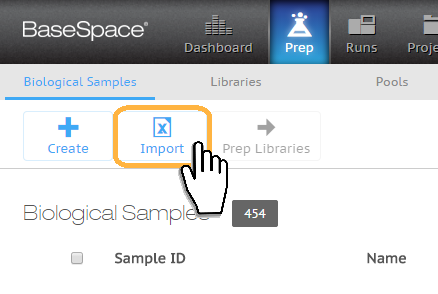 BaseSpace®
Dashboard
Prep
Runs
Proje
Biological Samples
Libraries
Pools
Create
Import
Prep Libraries
Biological Samples
454
Sample ID
Name